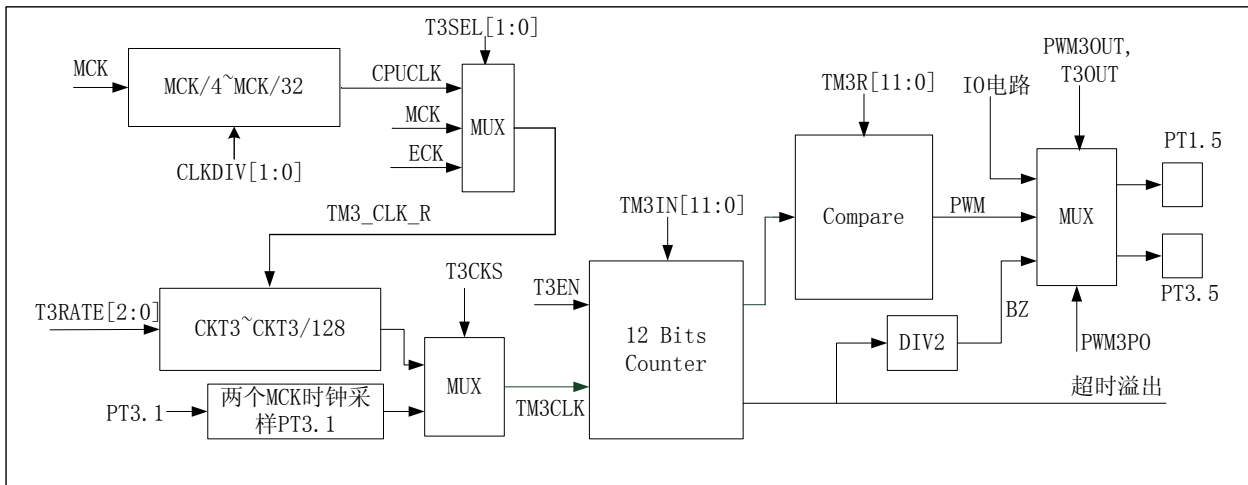 T3SEL[1:0]
MCK
MCK/4~MCK/32
CPUCLK
MCK
ECK
MUX
CLKDIV[1:0]
TM3_CLK_R
T3RATE[2:0]
CKT3~CKT3/128
T3CKS
MUX
PT3.1
两个MCK时钟采
样PT3.1
TM3CLK
T3EN
TM3IN[11:0]
12 Bits
Counter
TM3R[11:0]
Compare
PWM
DIV2
BZ
IO电路
PWM3OUT,
T3OUT
MUX
PWM3PO
PT1.5
PT3.5
超时溢出